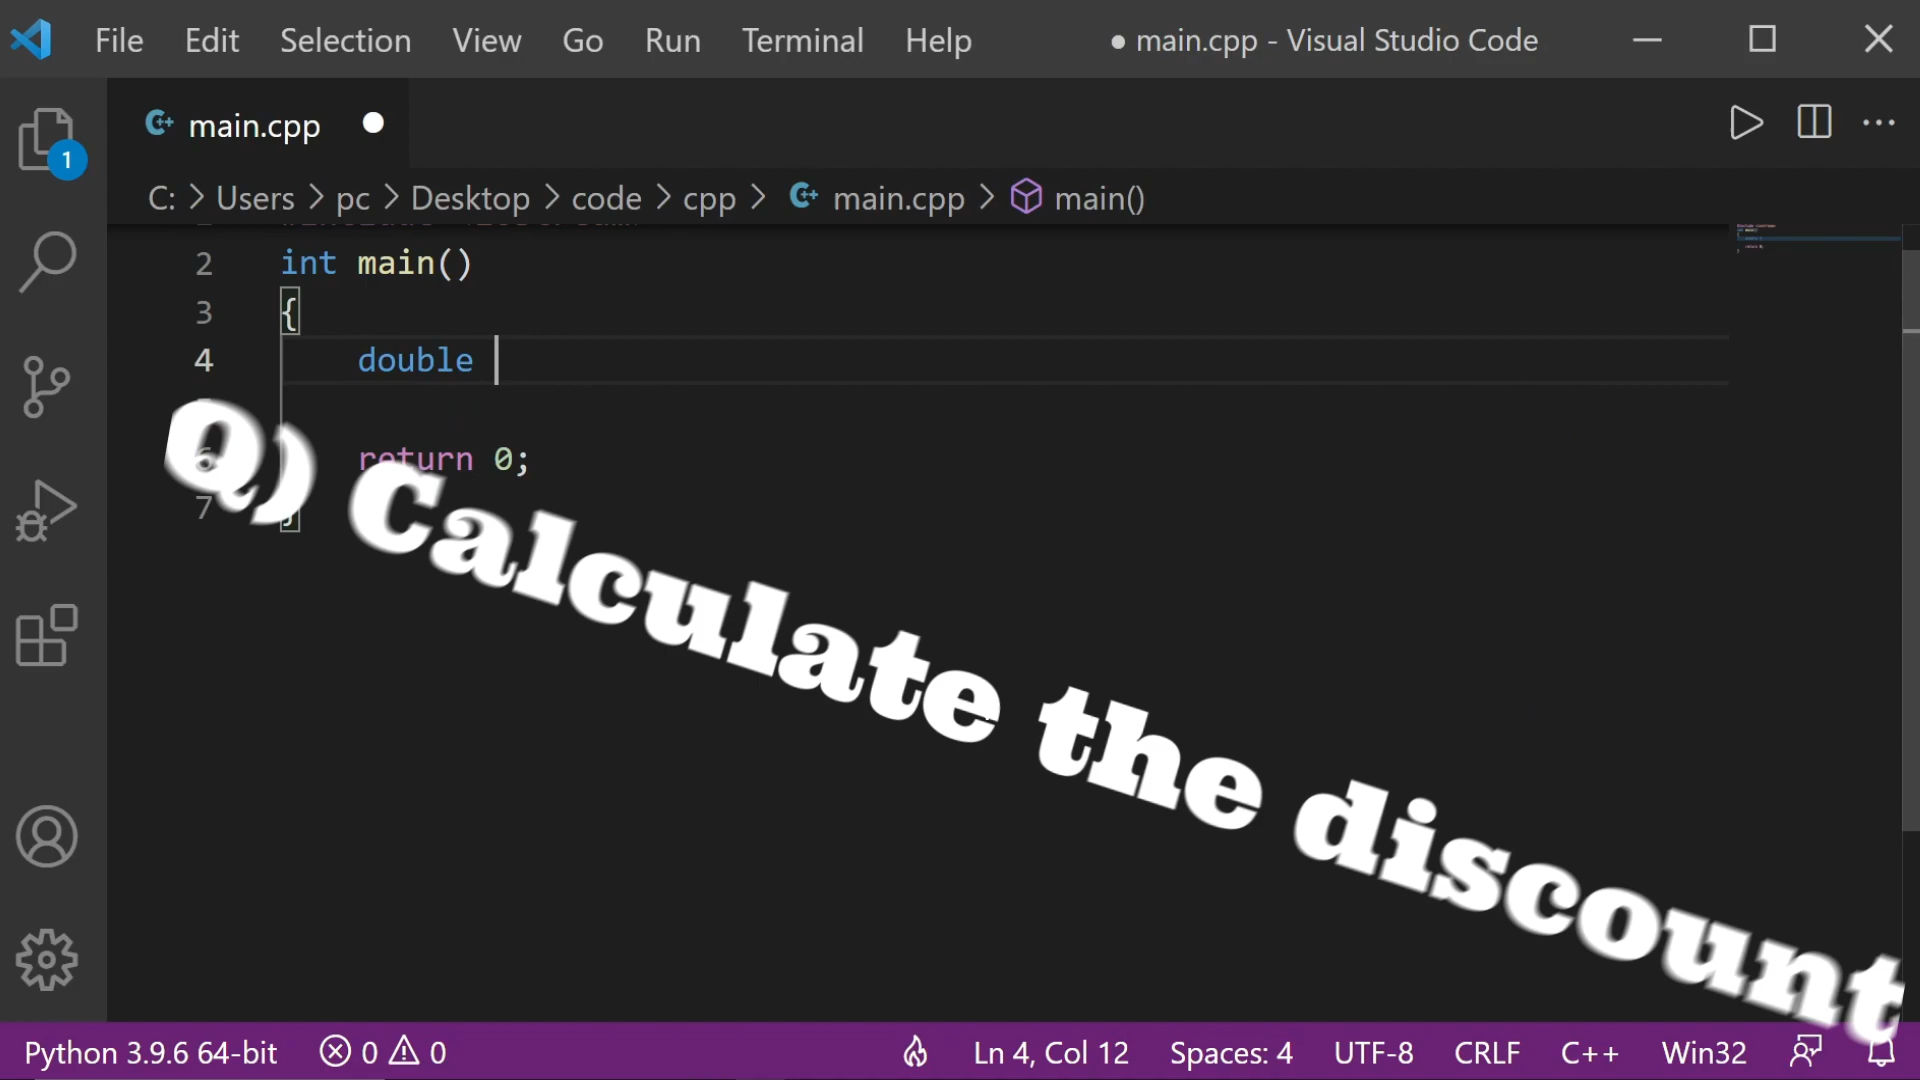 File Edit Selection View Go Run Terminal Help ● main.cpp - Visual Studio Code
main.cpp
1
C: > Users > pc > Desktop > code > cpp > main.cpp > main()
2 int main()
3 {
4 double
6 return 0;
7 }
Q) Calculate the discount
Python 3.9.6 64-bit 0 0 Ln 4, Col 12 Spaces: 4 UTF-8 CRLF C++ Win32